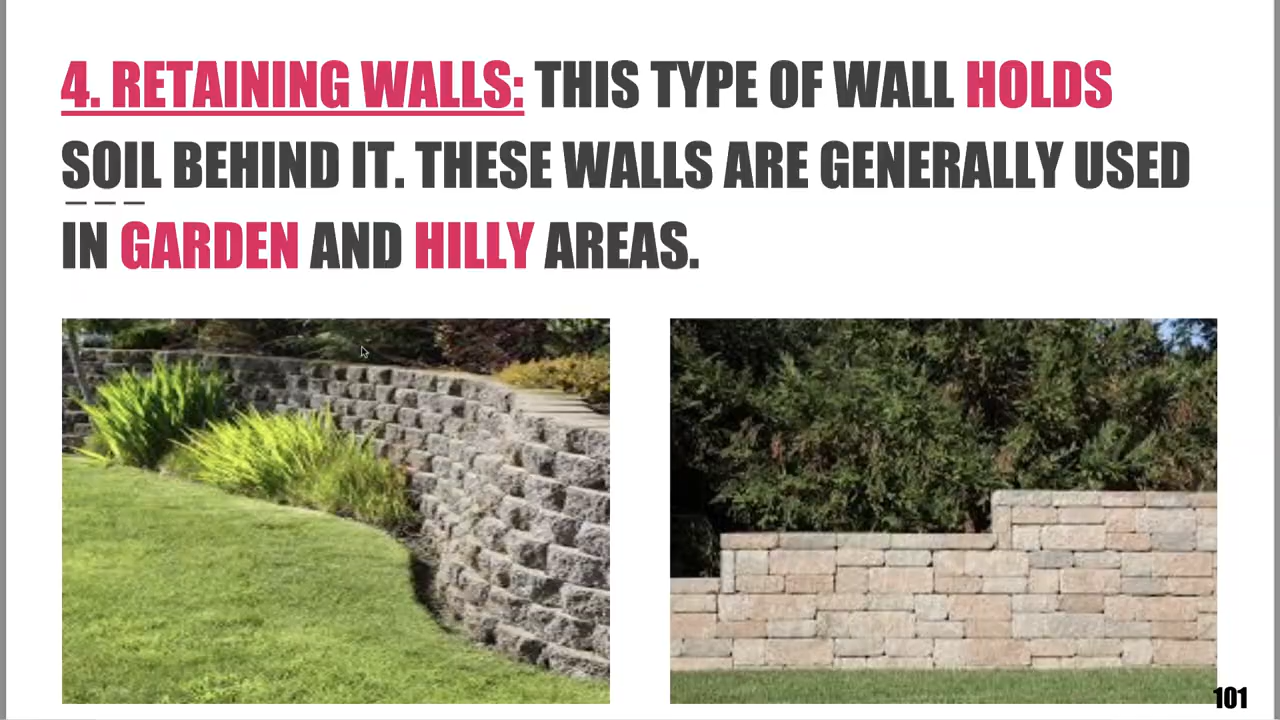 4. RETAINING WALLS: THIS TYPE OF WALL HOLDS
SOIL BEHIND IT. THESE WALLS ARE GENERALLY USED
IN GARDEN AND HILLY AREAS.
101